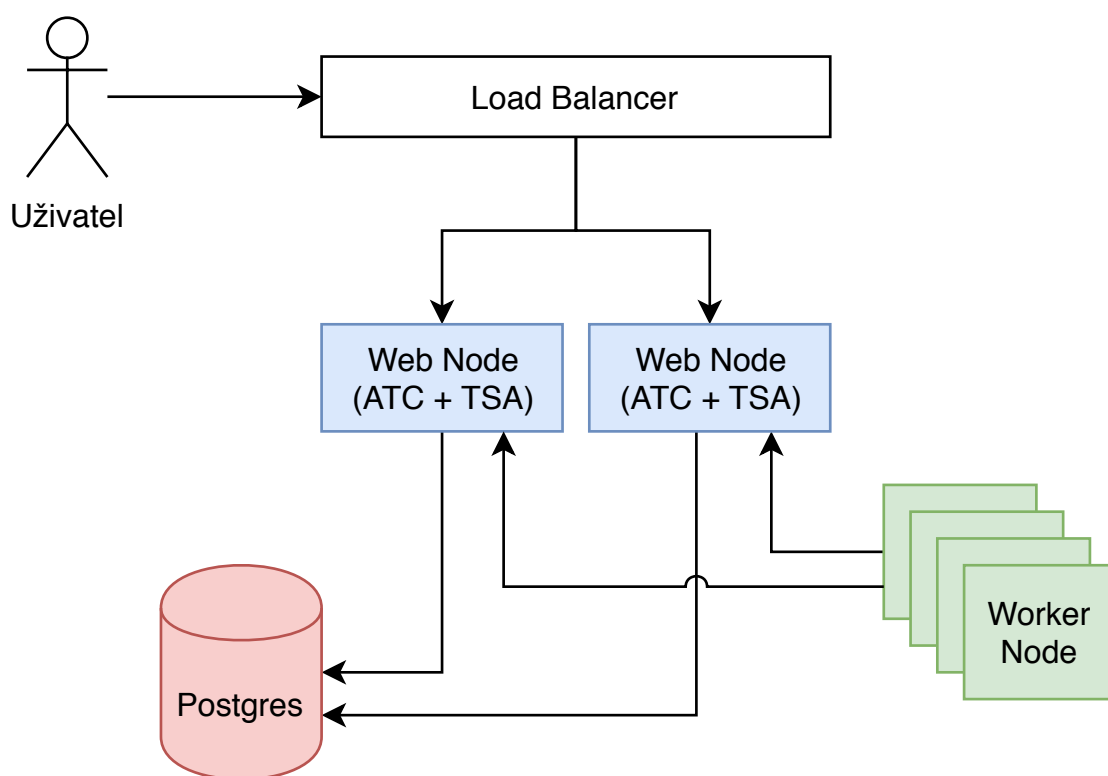 Load Balancer
Uživatel
Web Node
(ATC + TSA)
Web Node
(ATC + TSA)
Worker
Node
Postgres